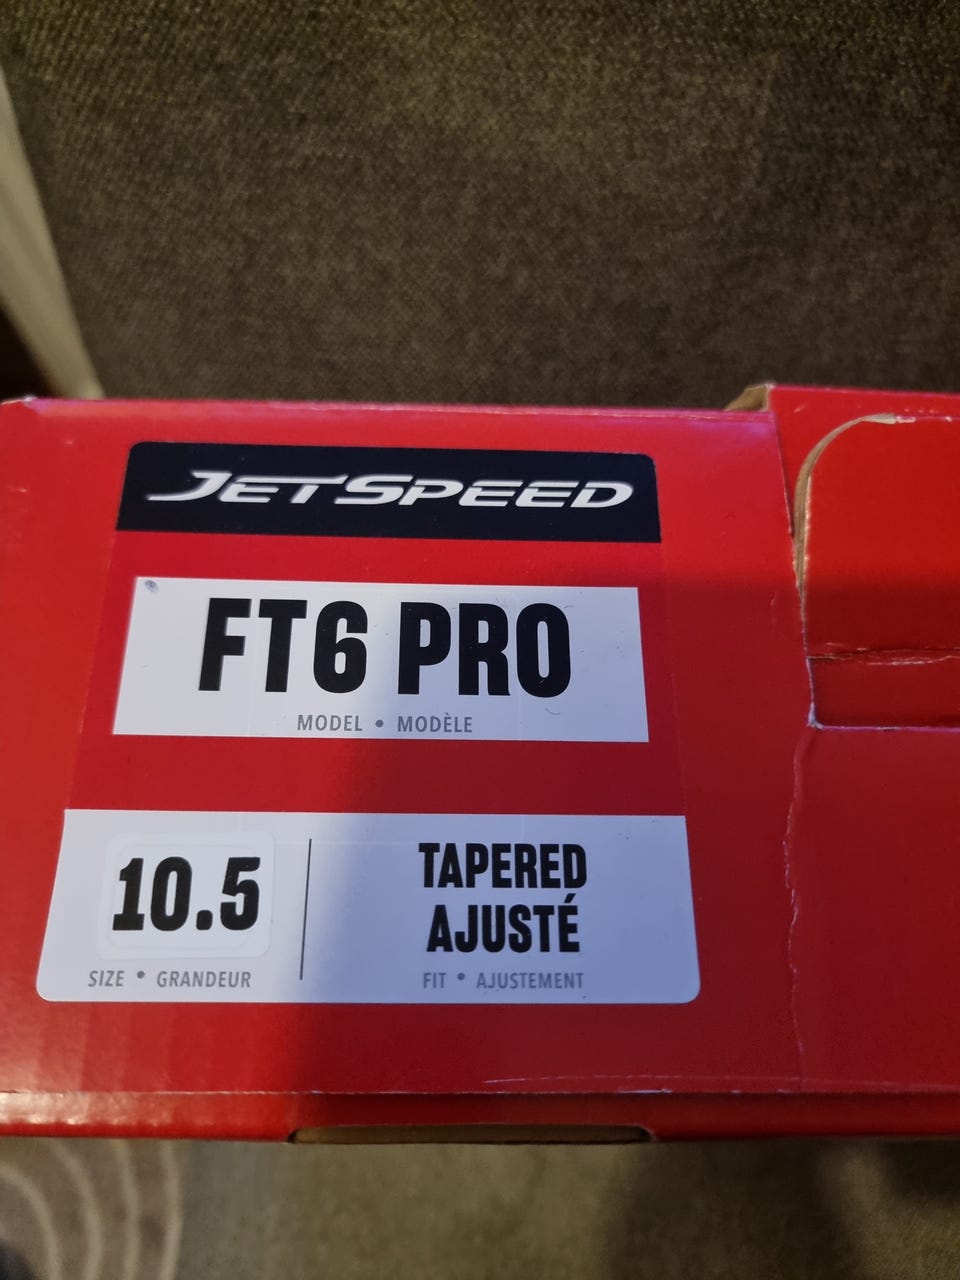 JETSPEED
FT6 PRO
MODEL • MODÈLE
10.5
SIZE • GRANDEUR
TAPERED
AJUSTÉ
FIT • AJUSTEMENT